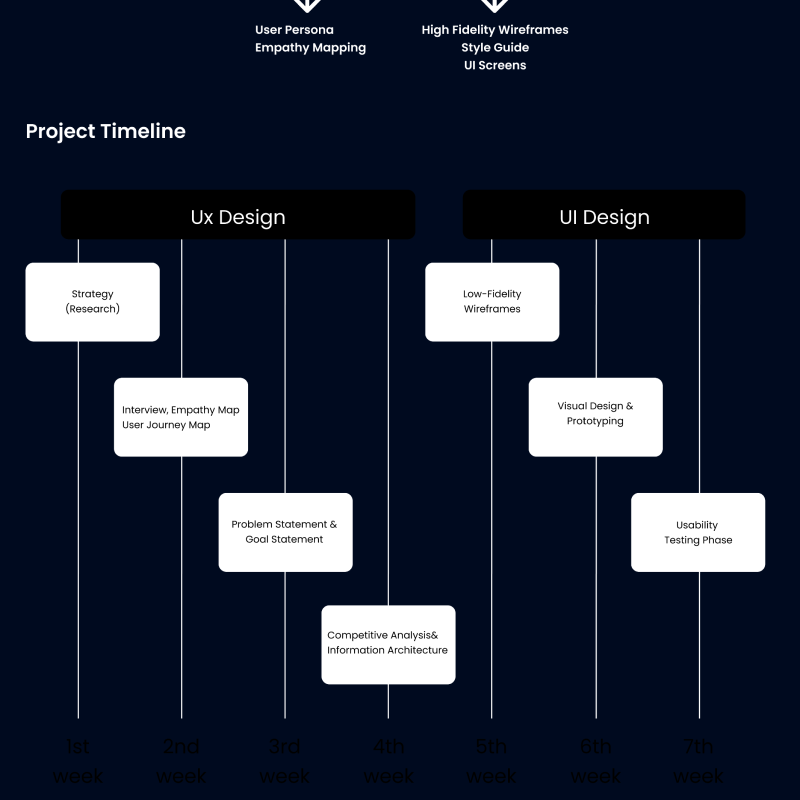 User Persona
Empathy Mapping
High Fidelity Wireframes
Style Guide
UI Screens
Project Timeline
Ux Design
UI Design
Strategy
(Research)
Low-Fidelity
Wireframes
Interview, Empathy Map
User Journey Map
Visual Design &
Prototyping
Problem Statement &
Goal Statement
Usability
Testing Phase
Competitive Analysis&
Information Architecture
1st
week
2nd
week
3rd
week
4th
week
5th
week
6th
week
7th
week